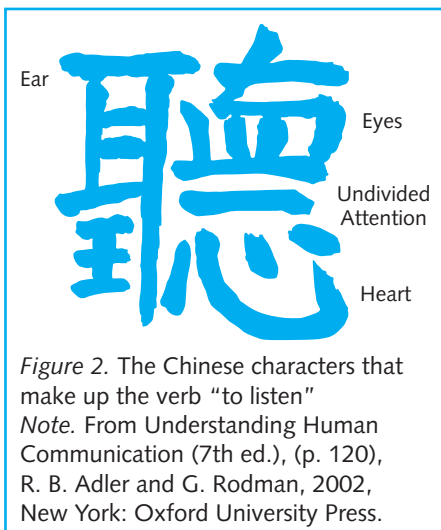 Ear
聽
Eyes
Undivided
Attention
Heart
Figure 2. The Chinese characters that
make up the verb “to listen”
Note. From Understanding Human
Communication (7th ed.), (p. 120),
R. B. Adler and G. Rodman, 2002,
New York: Oxford University Press.